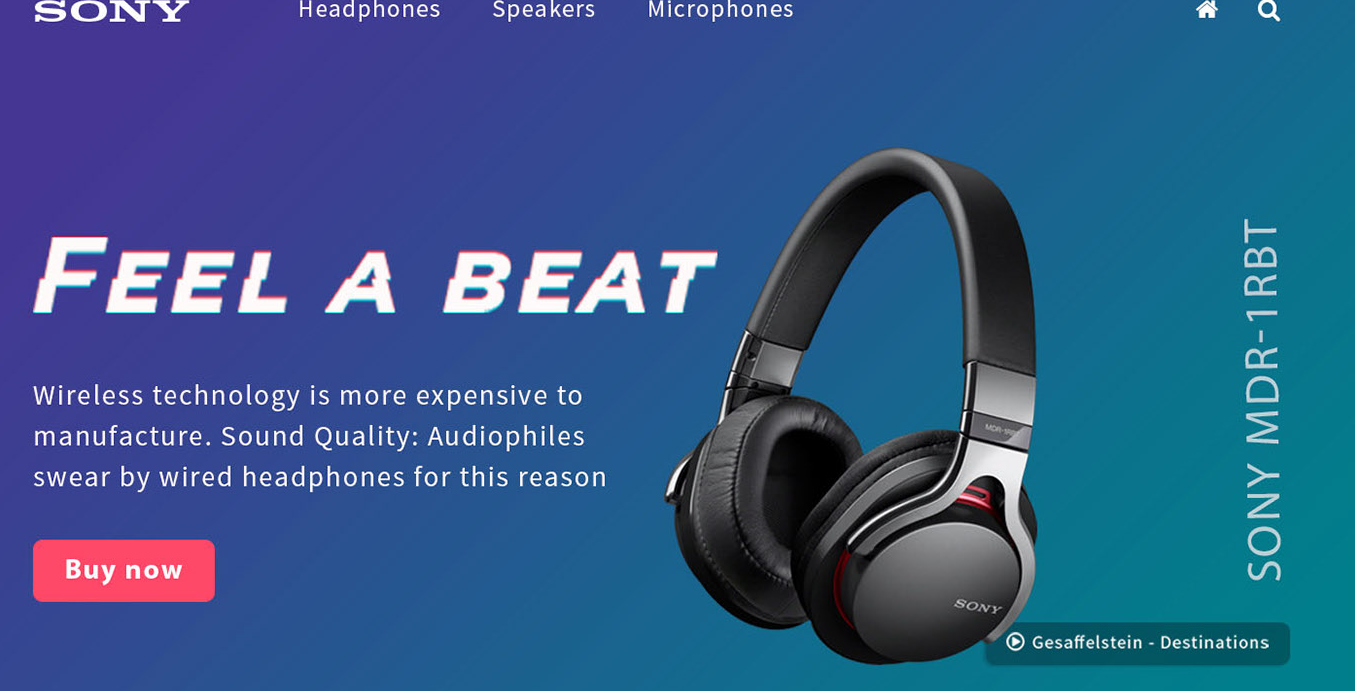 SONY
Headphones Speakers Microphones
FEEL A BEAT
Wireless technology is more expensive to
manufacture. Sound Quality: Audiophiles
swear by wired headphones for this reason
Buy now
SONY MDR-1RBT
SONY
Gesaffelstein - Destinations